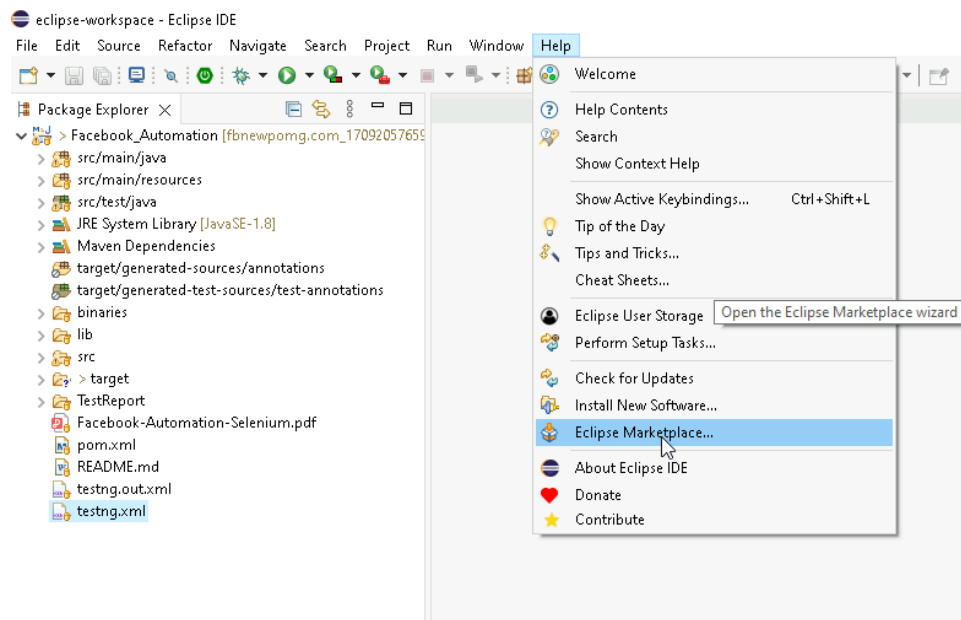 eclipse-workspace - Eclipse IDE
File Edit Source Refactor Navigate Search Project Run Window Help
Package Explorer
> Facebook_Automation [fbnewpomg.com_17092057659
src/main/java
src/main/resources
src/test/java
JRE System Library [JavaSE-1.8]
Maven Dependencies
target/generated-sources/annotations
target/generated-test-sources/test-annotations
binaries
lib
src
> target
TestReport
Facebook-Automation-Selenium.pdf
pom.xml
README.md
testng.out.xml
testng.xml
Welcome
Help Contents
Search
Show Context Help
Show Active Keybindings... Ctrl+Shift+L
Tip of the Day
Tips and Tricks...
Cheat Sheets...
Eclipse User Storage
Open the Eclipse Marketplace wizard
Perform Setup Tasks...
Check for Updates
Install New Software...
Eclipse Marketplace...
About Eclipse IDE
Donate
Contribute